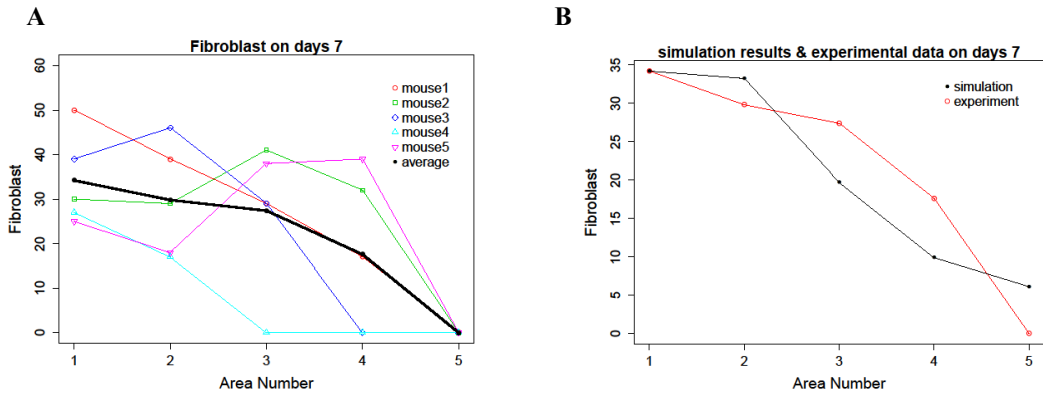 A
Fibroblast on days 7
Fibroblast
60
50
40
30
20
10
0
mouse1
mouse2
mouse3
mouse4
mouse5
average
1 2 3 4 5
Area Number
B
simulation results & experimental data on days 7
Fibroblast
35
30
25
20
15
10
5
0
simulation
experiment
1 2 3 4 5
Area Number